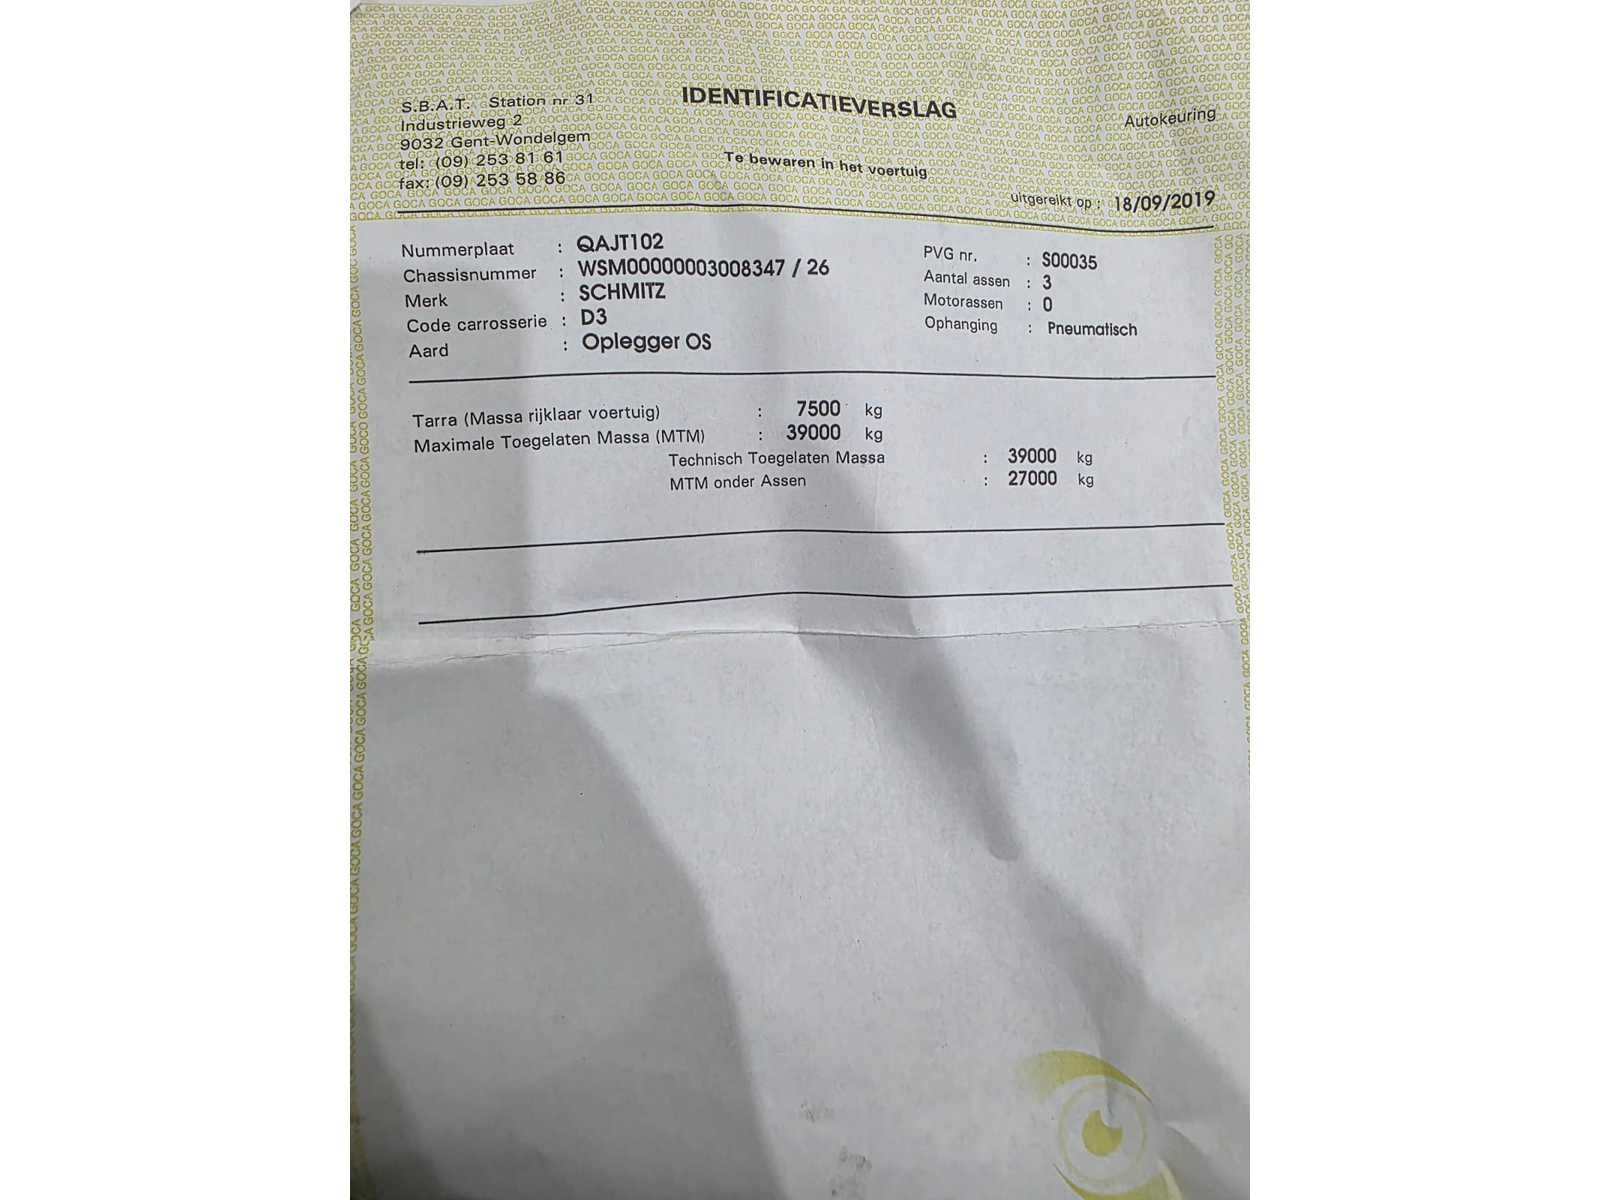 S.B.A.T. Station nr 31
Industrieweg 2
9032 Gent-Wondelgem
tel: (09) 253 81 61
fax: (09) 253 58 86
IDENTIFICATIEVERSLAG
Te bewaren in het voertuig
Autokeuring
uitgereikt op : 18/09/2019
Nummerplaat : QAJT102
Chassisnummer : WSM00000003008347 / 26
Merk : SCHMITZ
Code carrosserie : D3
Aard : Oplegger OS
PVG nr. : S00035
Aantal assen : 3
Motorassen : 0
Ophanging : Pneumatisch
Tarra (Massa rijklaar voertuig) : 7500 kg
Maximale Toegelaten Massa (MTM) : 39000 kg
Technisch Toegelaten Massa : 39000 kg
MTM onder Assen : 27000 kg